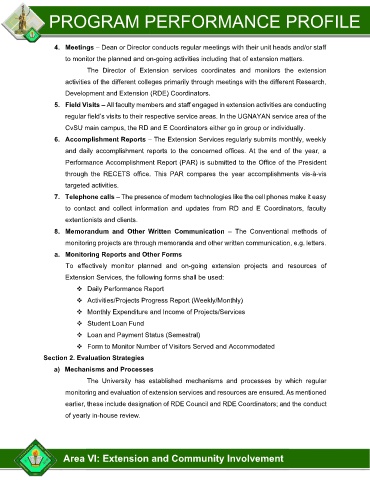 PROGRAM PERFORMANCE PROFILE
4. Meetings – Dean or Director conducts regular meetings with their unit heads and/or staff
to monitor the planned and on-going activities including that of extension matters.
The Director of Extension services coordinates and monitors the extension
activities of the different colleges primarily through meetings with the different Research,
Development and Extension (RDE) Coordinators.
5. Field Visits – All faculty members and staff engaged in extension activities are conducting
regular field's visits to their respective service areas. In the UGNAYAN service area of the
CvSU main campus, the RD and E Coordinators either go in group or individually.
6. Accomplishment Reports – The Extension Services regularly submits monthly, weekly
and daily accomplishment reports to the concerned offices. At the end of the year, a
Performance Accomplishment Report (PAR) is submitted to the Office of the President
through the RECETS office. This PAR compares the year accomplishments vis-à-vis
targeted activities.
7. Telephone calls – The presence of modern technologies like the cell phones make it easy
to contact and collect information and updates from RD and E Coordinators, faculty
extentionists and clients.
8. Memorandum and Other Written Communication – The Conventional methods of
monitoring projects are through memoranda and other written communication, e.g. letters.
a. Monitoring Reports and Other Forms
To effectively monitor planned and on-going extension projects and resources of
Extension Services, the following forms shall be used:
❖ Daily Performance Report
❖ Activities/Projects Progress Report (Weekly/Monthly)
❖ Monthly Expenditure and Income of Projects/Services
❖ Student Loan Fund
❖ Loan and Payment Status (Semestral)
❖ Form to Monitor Number of Visitors Served and Accommodated
Section 2. Evaluation Strategies
a) Mechanisms and Processes
The University has established mechanisms and processes by which regular
monitoring and evaluation of extension services and resources are ensured. As mentioned
earlier, these include designation of RDE Council and RDE Coordinators; and the conduct
of yearly in-house review.
Area VI: Extension and Community Involvement